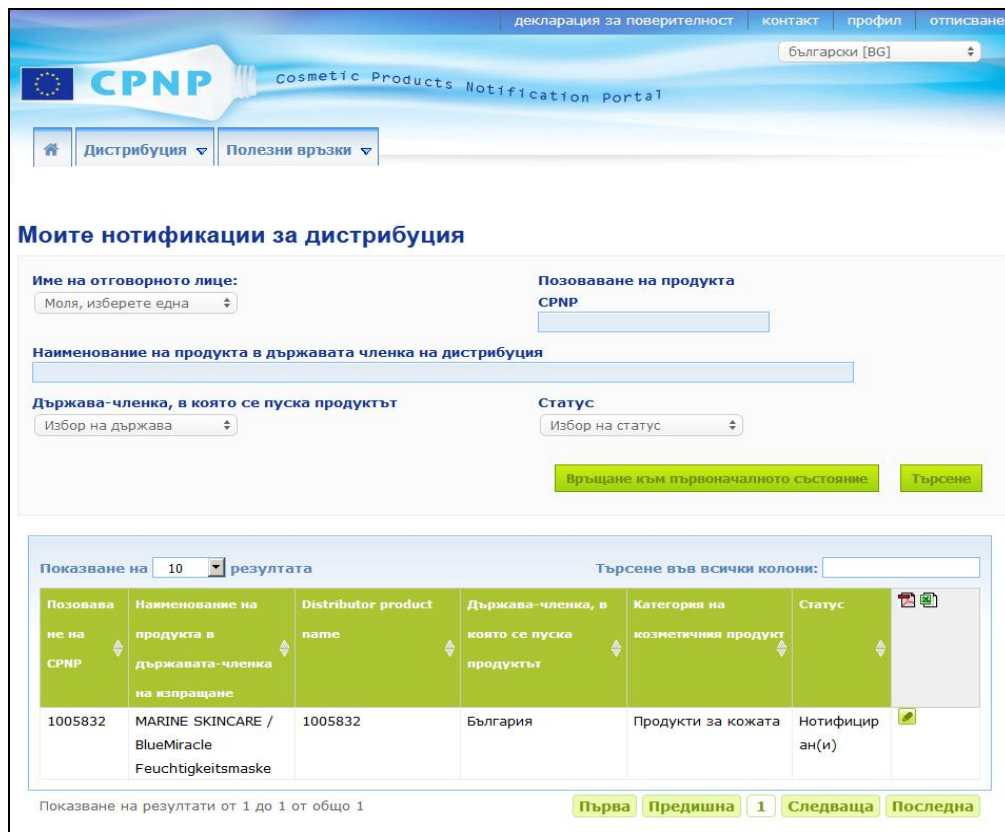 декларация за поверителност контакт профил отписване
български [BG]
CPNP Cosmetic Products Notification Portal
Дистрибуция Полезни връзки
Моите нотификации за дистрибуция
Име на отговорното лице: Позоваване на продукта
Моля, изберете една CPNP
Наименование на продукта в държавата членка на дистрибуция
Държава-членка, в която се пуска продуктът Статус
Избор на държава Избор на статус
Връщане към първоначалното състояние Търсене
Показване на 10 резултата Търсене във всички колони:
Позовава Наименование на Distributor product Държава-членка, в Категория на Статус
не на продукта в name която се пуска козметичния продукт
CPNP държавата-членка продуктът
на изпращане
1005832 MARINE SKINCARE / 1005832 България Продукти за кожата Нотифицир
BlueMiracle ан(и)
Feuchtigkeitsmaske
Показване на резултати от 1 до 1 от общо 1 Първа Предишна 1 Следваща Последна